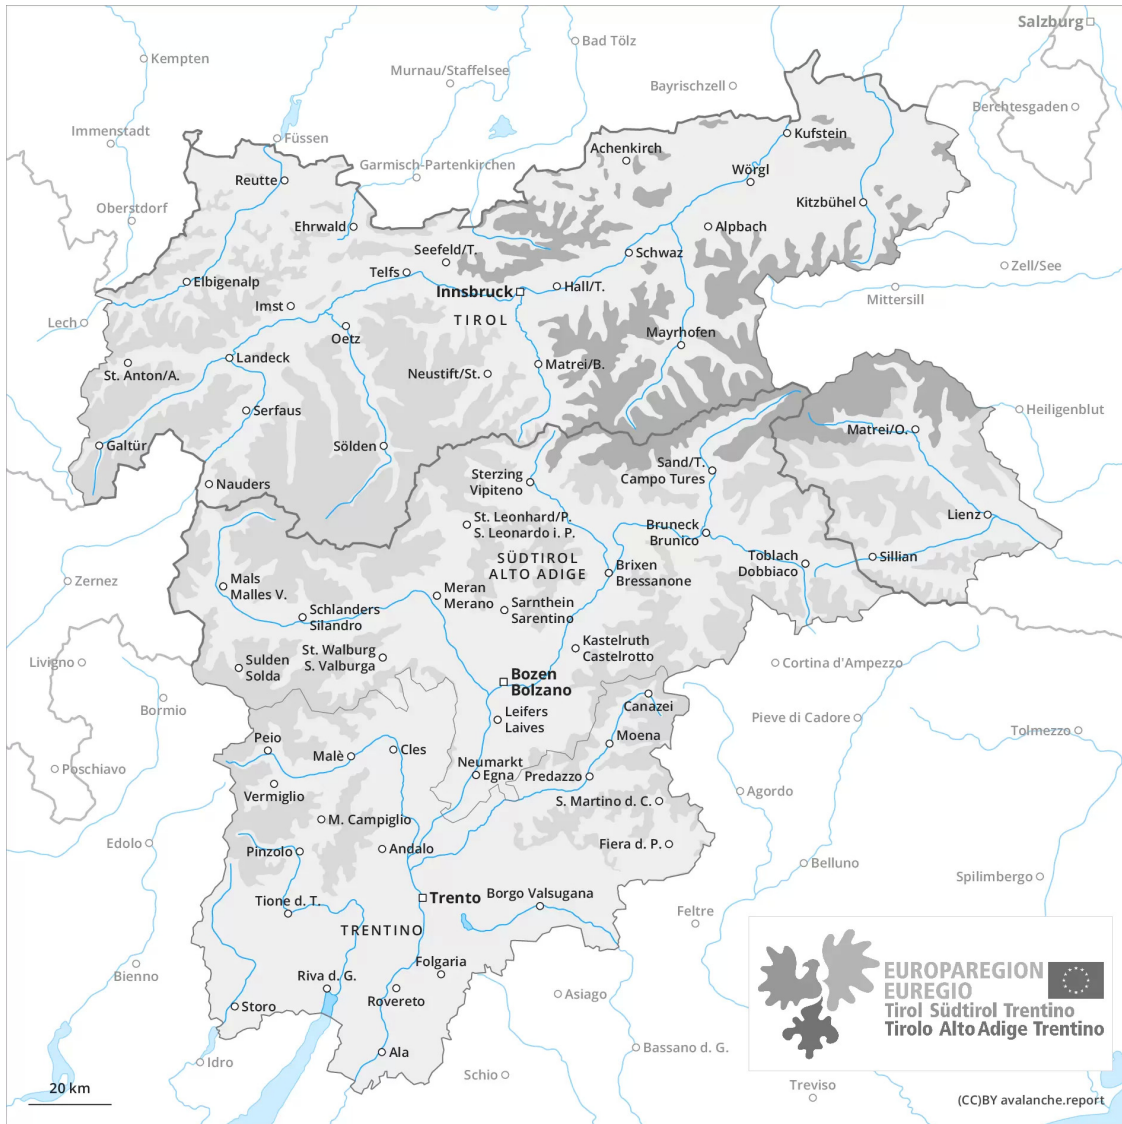 Salzburg
Bad Tölz
Kempten
Murnau/Staffelsee
Bayrischzell
Berchtesgaden
Immenstadt
Füssen
Kufstein
Achenkirch
Garmisch-Partenkirchen
Wörgl
Reutte
Oberstdorf
Kitzbühel
Ehrwald
Alpbach
Seefeld/T.
Schwaz
Telfs
Zell/See
Elbigenalp
Hall/T.
Innsbruck
Mittersill
Imst
Lech
TIROL
Oetz
Mayrhofen
Landeck
Matrei/B.
St. Anton/A.
Neustift/St.
Serfaus
Heiligenblut
Matrei/O.
Galtür
Sölden
Sand/T.
Campo Tures
Sterzing
Vipiteno
Nauders
Lienz
St. Leonhard/P.
S. Leonardo i. P.
Bruneck
Brunico
SÜDTIROL
ALTO ADIGE
Toblach
Dobbiaco
Sillian
Brixen
Bressanone
Zernez
Mals
Malles V.
Meran
Merano
Sarnthein
Sarentino
Schlanders
Silandro
Kastelruth
Castelrotto
St. Walburg
S. Valburga
Livigno
Sulden
Solda
Cortina d'Ampezzo
Bozen
Bolzano
Bormio
Canazei
Leifers
Laives
Pieve di Cadore
Tolmezzo
Peio
Moena
Malè
Cles
Neumarkt
Egna
Predazzo
Poschiavo
Vermiglio
Agordo
S. Martino d. C.
M. Campiglio
Edolo
Fiera d. P.
Pinzolo
Andalo
Belluno
Spilimbergo
Trento
Borgo Valsugana
Tione d. T.
Feltre
TRENTINO
Folgaria
Bienno
Riva d. G.
EUROPAREGION
EUREGIO
Tirol Südtirol Trentino
Tirolo Alto Adige Trentino
Rovereto
Asiago
Storo
Ala
Bassano d. G.
Idro
Schio
Treviso
20 km
(CC)BY avalanche.report